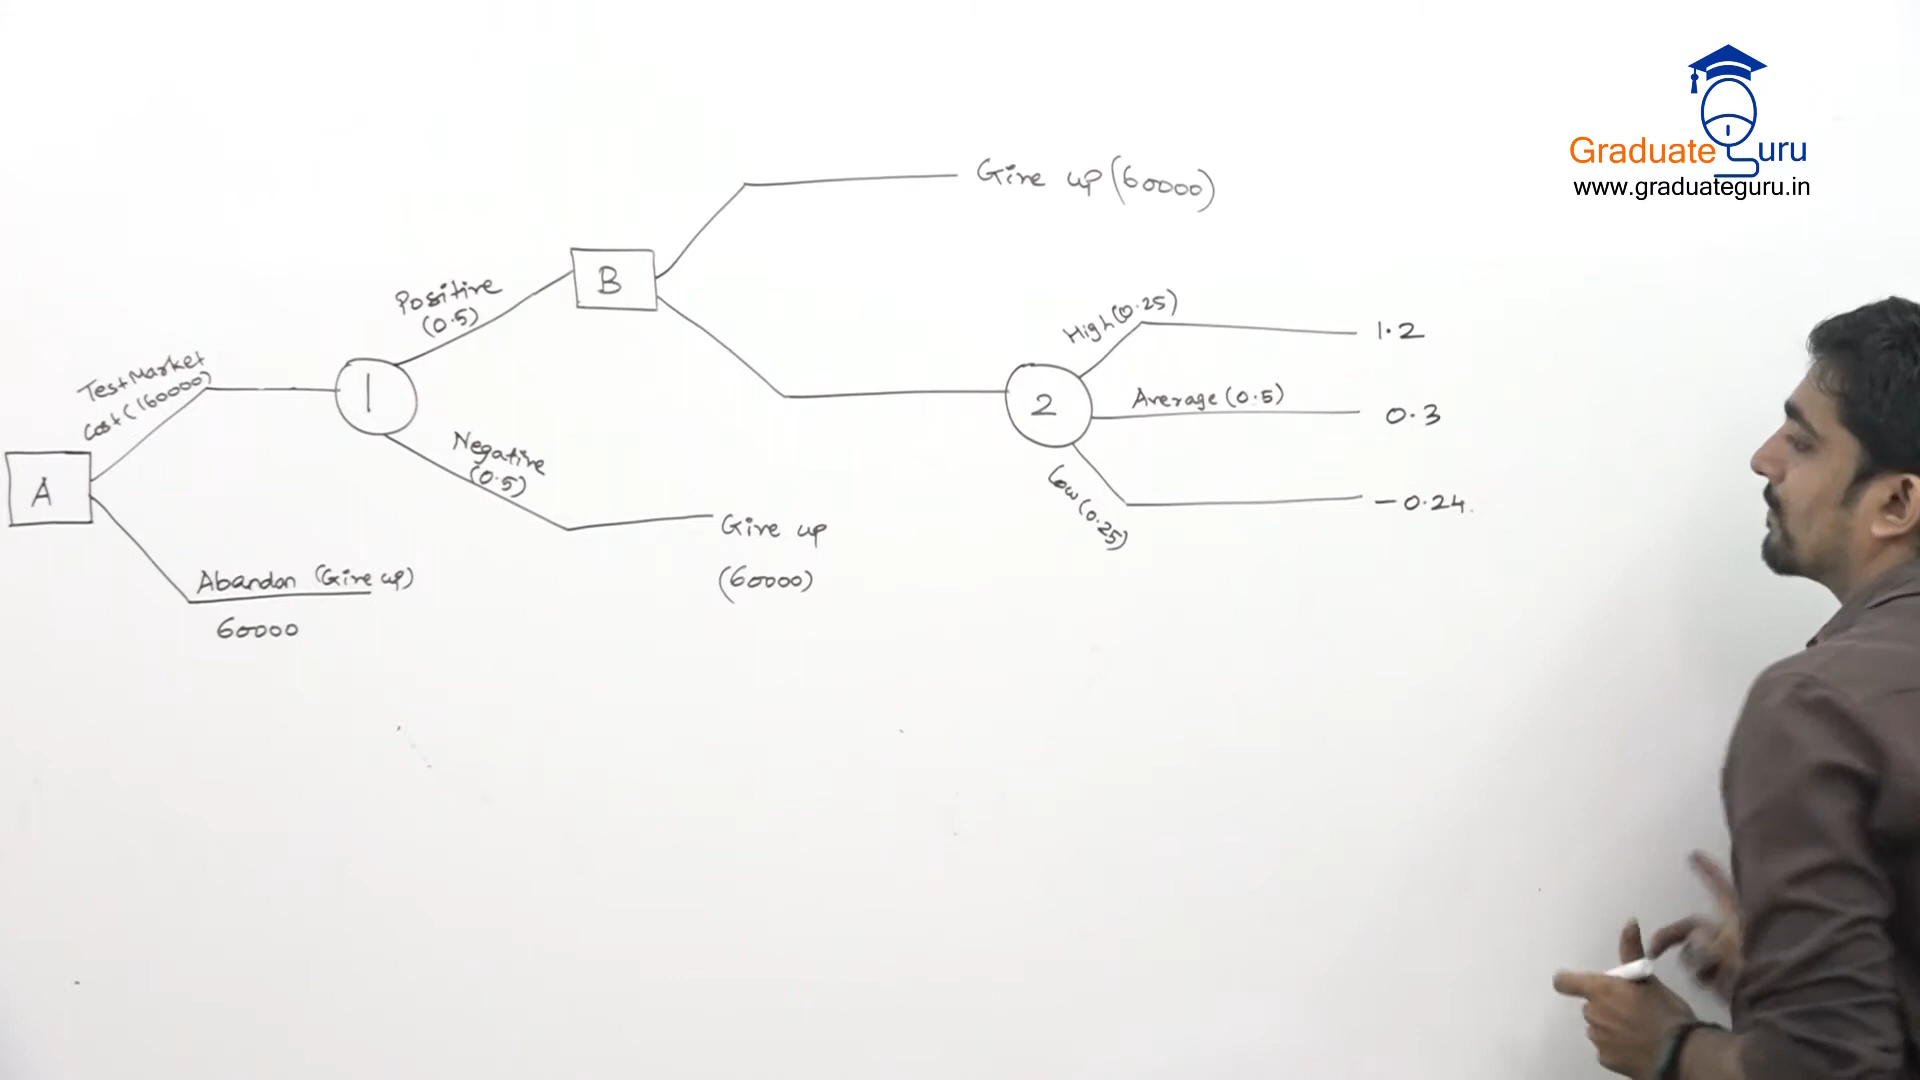 Graduate Guru
www.graduateguru.in
Give up (60000)
B
Positive
(0.5)
High (0.25)
1.2
Test Market
Cost (160000)
1
Average (0.5)
2
0.3
Negative
(0.5)
A
Low (0.25)
-0.24
Give up
(60000)
Abandon (Give up)
60000